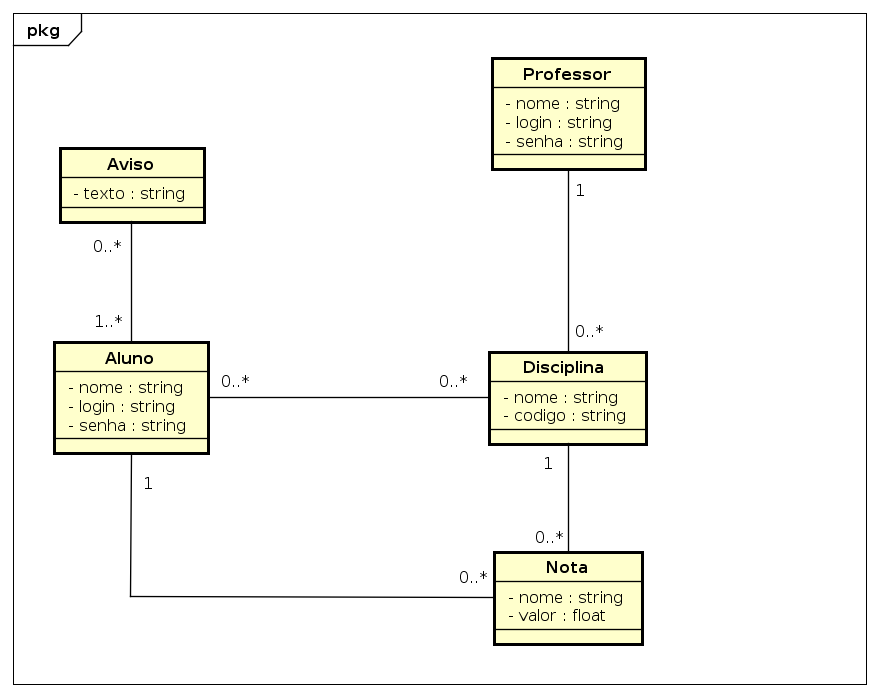 pkg
Professor
- nome : string
- login : string
- senha : string
1
0..*
Aviso
- texto : string
0..*
1..*
Aluno
- nome : string
- login : string
- senha : string
0..*
0..*
Disciplina
- nome : string
- codigo : string
1
0..*
1
0..*
Nota
- nome : string
- valor : float